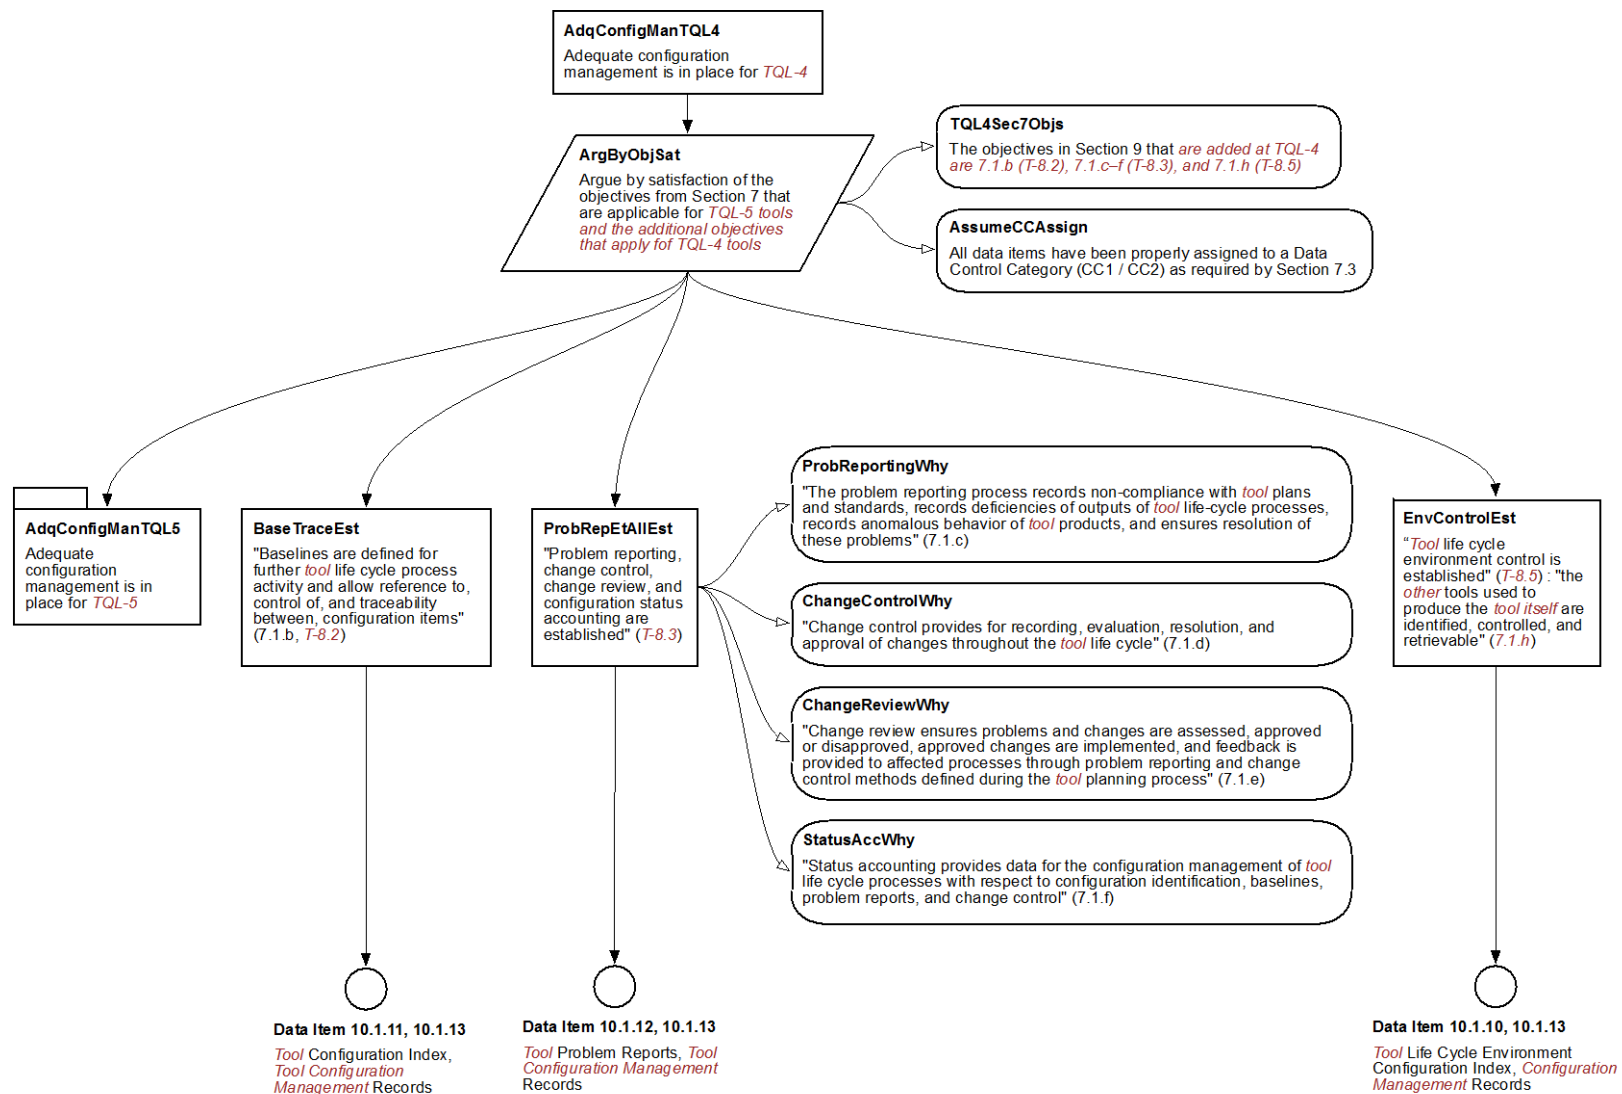 AdqConfigManTQL4
Adequate configuration
management is in place for TQL-4
ArgByObjSat
Argue by satisfaction of the
objectives from Section 7 that
are applicable for TQL-5 tools
and the additional objectives
that apply fof TQL-4 tools
TQL4Sec7Objs
The objectives in Section 9 that are added at TQL-4
are 7.1.b (T-8.2), 7.1.c–f (T-8.3), and 7.1.h (T-8.5)
AssumeCCAssign
All data items have been properly assigned to a Data
Control Category (CC1 / CC2) as required by Section 7.3
AdqConfigManTQL5
Adequate
configuration
management is in
place for TQL-5
BaseTraceEst
"Baselines are defined for
further tool life cycle process
activity and allow reference to,
control of, and traceability
between, configuration items"
(7.1.b, T-8.2)
ProbRepEtAllEst
"Problem reporting,
change control,
change review, and
configuration status
accounting are
established" (T-8.3)
ProbReportingWhy
"The problem reporting process records non-compliance with tool plans
and standards, records deficiencies of outputs of tool life-cycle processes,
records anomalous behavior of tool products, and ensures resolution of
these problems" (7.1.c)
ChangeControlWhy
"Change control provides for recording, evaluation, resolution, and
approval of changes throughout the tool life cycle" (7.1.d)
ChangeReviewWhy
"Change review ensures problems and changes are assessed, approved
or disapproved, approved changes are implemented, and feedback is
provided to affected processes through problem reporting and change
control methods defined during the tool planning process" (7.1.e)
StatusAccWhy
"Status accounting provides data for the configuration management of tool
life cycle processes with respect to configuration identification, baselines,
problem reports, and change control" (7.1.f)
EnvControlEst
“Tool life cycle
environment control is
established" (T-8.5) : "the
other tools used to
produce the tool itself are
identified, controlled, and
retrievable" (7.1.h)
Data Item 10.1.11, 10.1.13
Tool Configuration Index,
Tool Configuration
Management Records
Data Item 10.1.12, 10.1.13
Tool Problem Reports, Tool
Configuration Management
Records
Data Item 10.1.10, 10.1.13
Tool Life Cycle Environment
Configuration Index, Configuration
Management Records